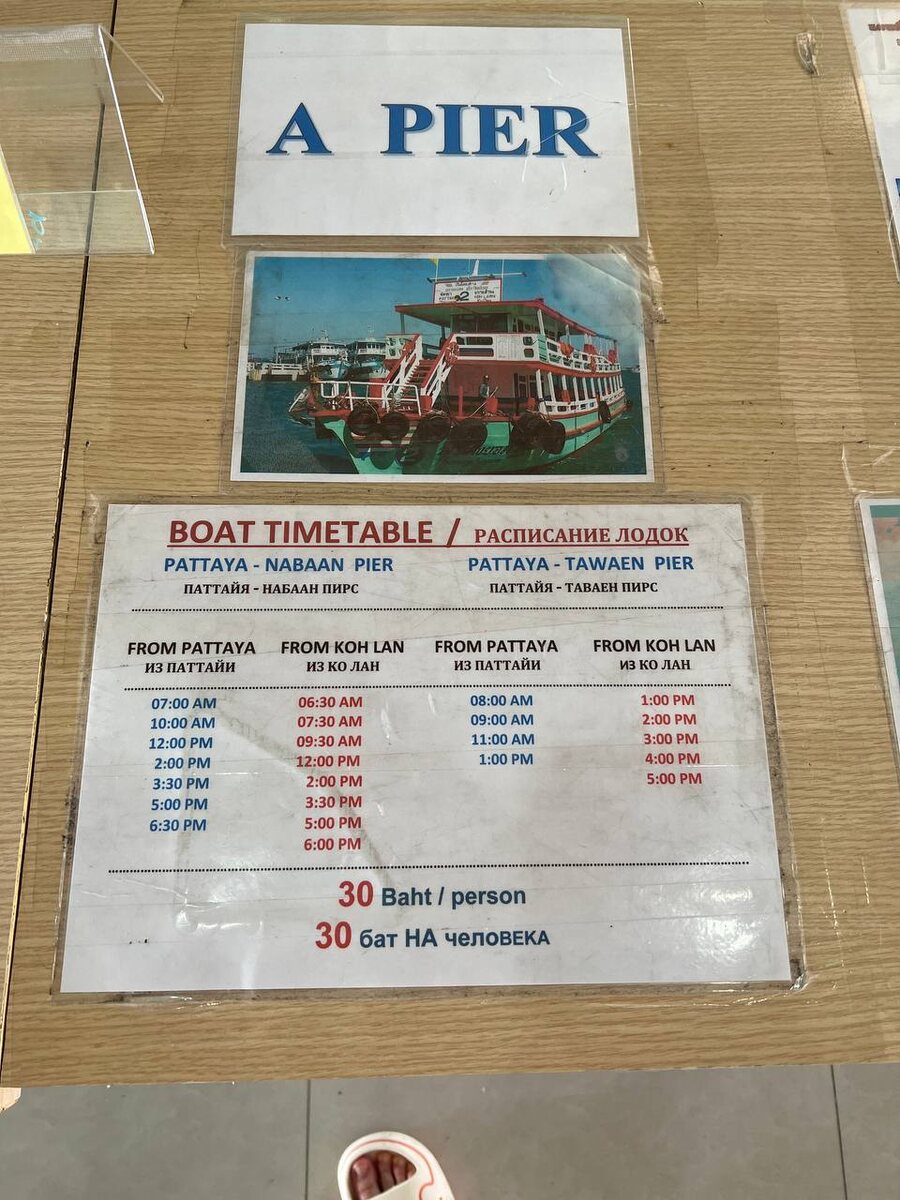 A PIER
BOAT TIMETABLE / РАСПИСАНИЕ ЛОДОК
PATTAYA - NABAAN PIER PATTAYA - TAWAEN PIER
ПАТТАЙЯ - НАБААН ПИРС ПАТТАЙЯ - ТАВАЕН ПИРС
FROM PATTAYA FROM KOH LAN FROM PATTAYA FROM KOH LAN
ИЗ ПАТТАЙИ ИЗ КО ЛАН ИЗ ПАТТАЙИ ИЗ КО ЛАН
07:00 AM 06:30 AM 08:00 AM 1:00 PM
10:00 AM 07:30 AM 09:00 AM 2:00 PM
12:00 PM 09:30 AM 11:00 AM 3:00 PM
2:00 PM 12:00 PM 1:00 PM 4:00 PM
3:30 PM 2:00 PM 5:00 PM
5:00 PM 3:30 PM
6:30 PM 5:00 PM
6:00 PM
30 Baht / person
30 бат НА человЕКА